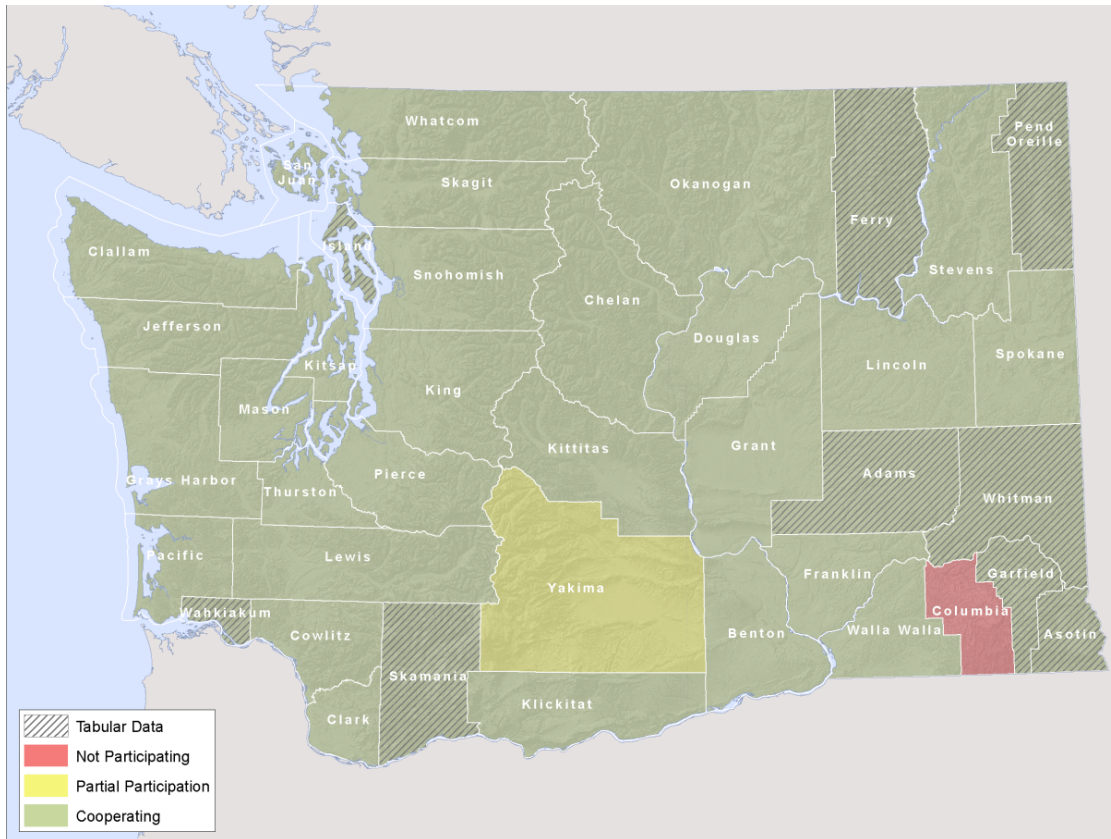 Whatcom
San
Juan
Skagit
Okanogan
Ferry
Pend
Oreille
Stevens
Island
Clallam
Snohomish
Chelan
Jefferson
Douglas
Kitsap
King
Lincoln
Spokane
Mason
Kittitas
Grant
Adams
Grays Harbor
Thurston
Pierce
Whitman
Pacific
Lewis
Yakima
Franklin
Garfield
Wahkiakum
Cowlitz
Columbia
Benton
Walla Walla
Asotin
Skamania
Klickitat
Clark
Tabular Data
Not Participating
Partial Participation
Cooperating